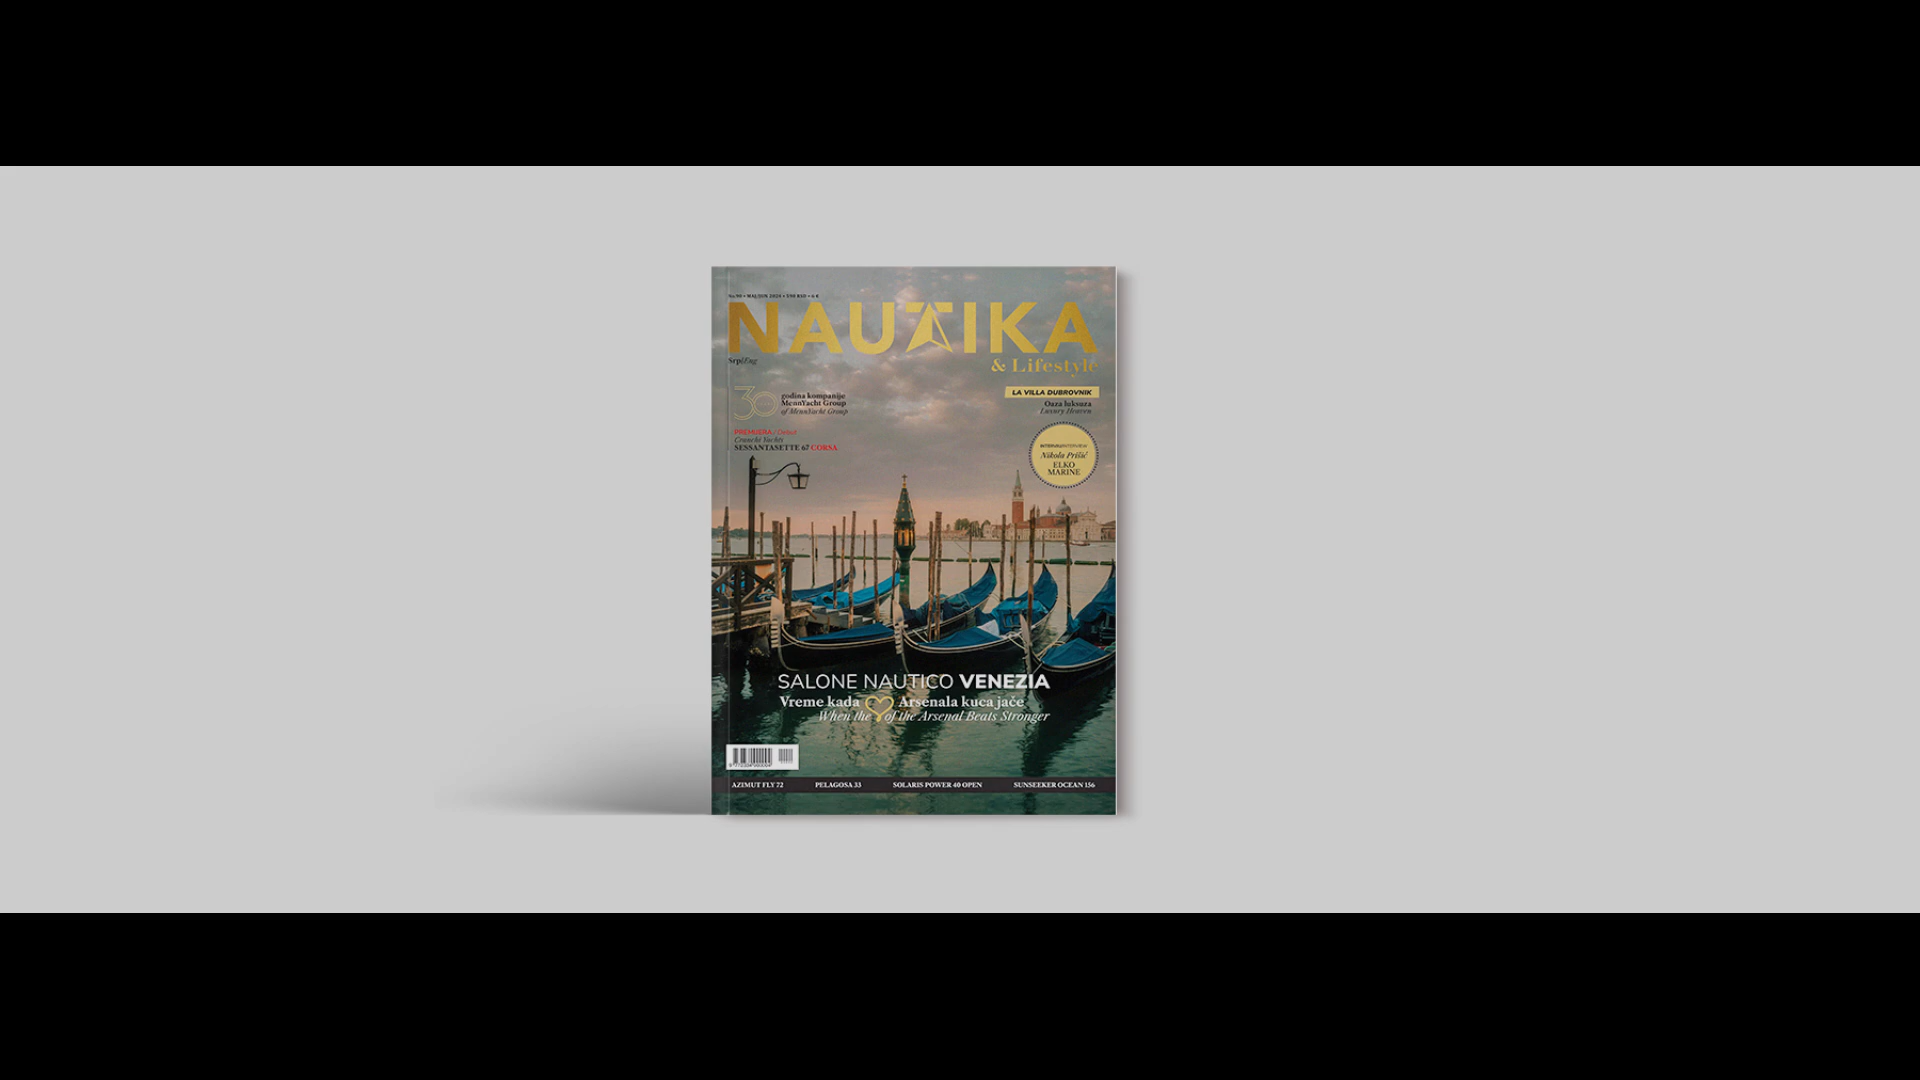 NAUTIKA
& Lifestyle
Srp/Eng
30 godina kompanije
MennYacht Group
of MennYacht Group
PREMIJERA / Debut
Cranchi Yachts
SESSANTASETTE 67 CORSA
LA VILLA DUBROVNIK
Oaza luksuza
Luxury Heaven
INTERVJU/INTERVIEW
Nikola Prišić
ELKO
MARINE
SALONE NAUTICO VENEZIA
Vreme kada Arsenala kuca jače
When the of the Arsenal Beats Stronger
AZIMUT FLY 72 PELAGOSA 33 SOLARIS POWER 40 OPEN SUNSEEKER OCEAN 156